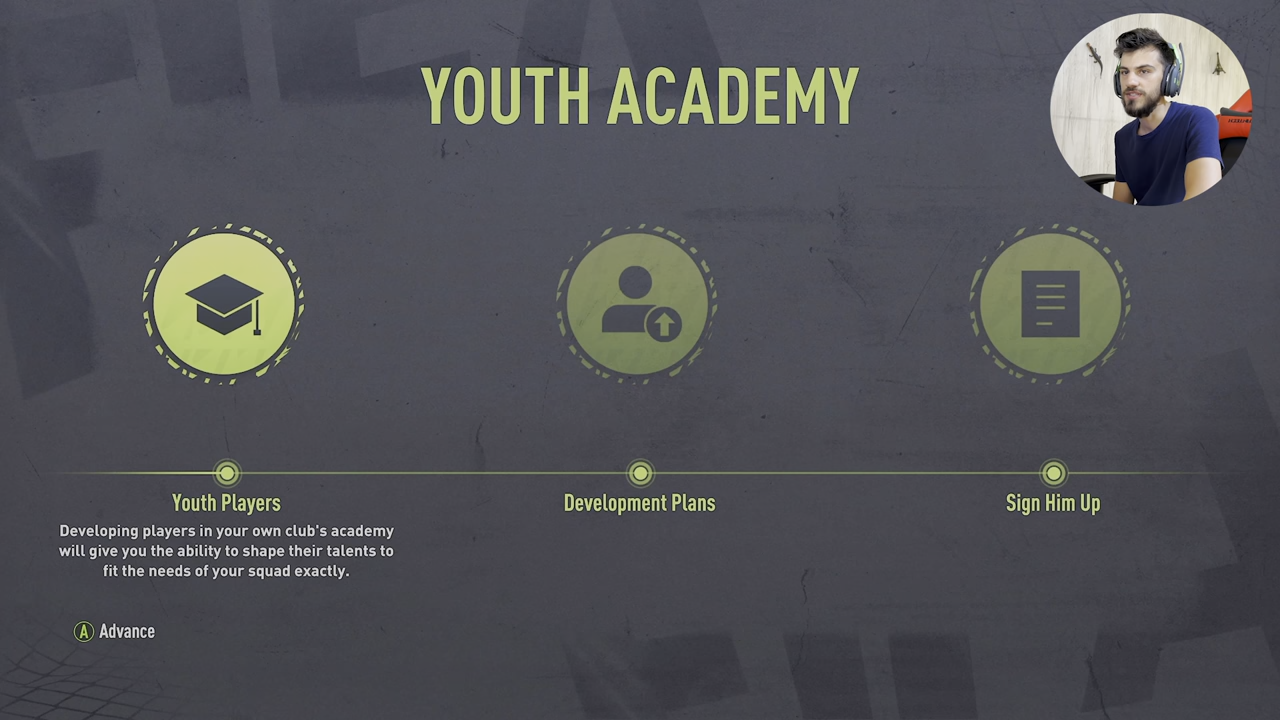 YOUTH ACADEMY
Youth Players
Developing players in your own club's academy
will give you the ability to shape their talents to
fit the needs of your squad exactly.
Development Plans
Sign Him Up
A Advance